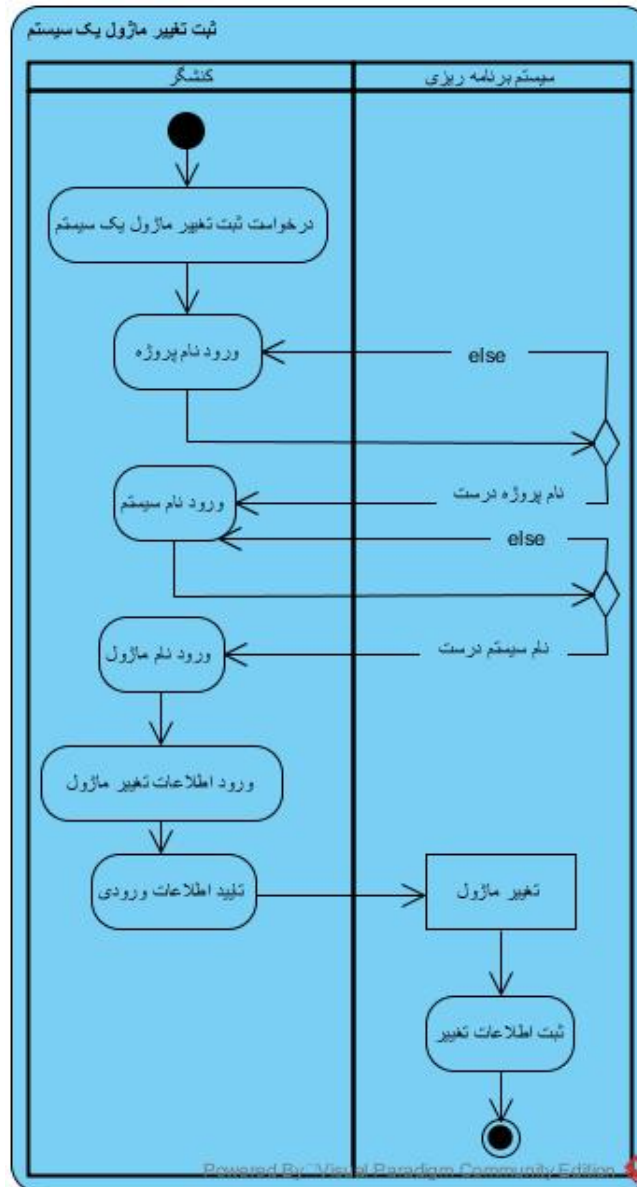 ثبت تغییر ماژول یک سیستم
کنشگر
سیستم برنامه ریزی
درخواست ثبت تغییر ماژول یک سیستم
ورود نام پروژه
else
نام پروژه درست
ورود نام سیستم
else
نام سیستم درست
ورود نام ماژول
ورود اطلاعات تغییر ماژول
تایید اطلاعات ورودی
تغییر ماژول
ثبت اطلاعات تغییر
Powered By Visual Paradigm Community Edition